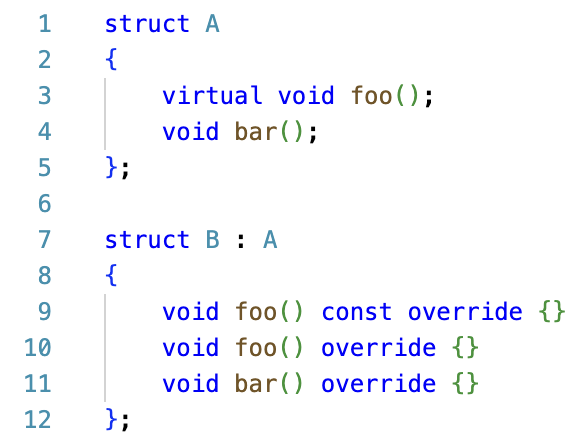 1 struct A
2 {
3     virtual void foo();
4     void bar();
5 };
6
7 struct B : A
8 {
9     void foo() const override {}
10     void foo() override {}
11     void bar() override {}
12 };